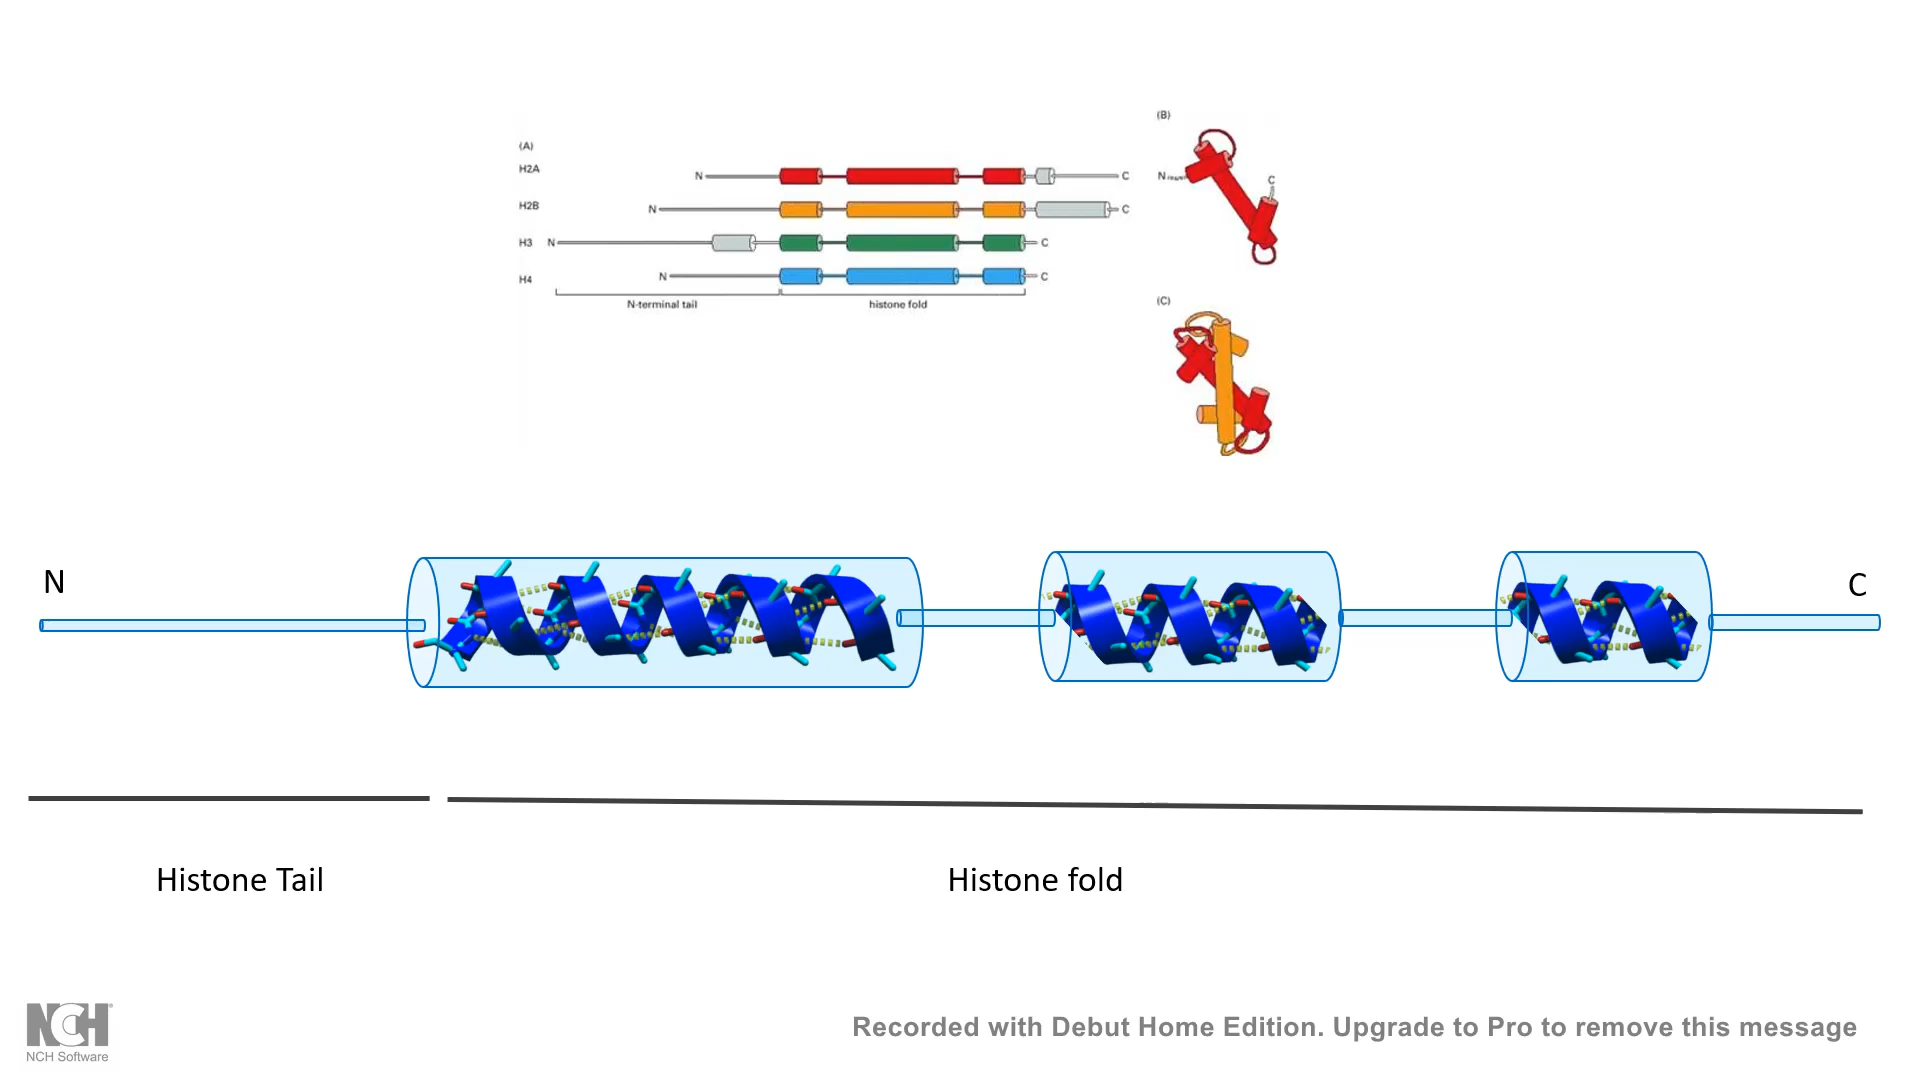 (A)
H2A N C
H2B N C
H3 N C
H4 N C
N-terminal tail histone fold
(B)
N C
(C)
N C
Histone Tail Histone fold
NCH
NCH Software
Recorded with Debut Home Edition. Upgrade to Pro to remove this message